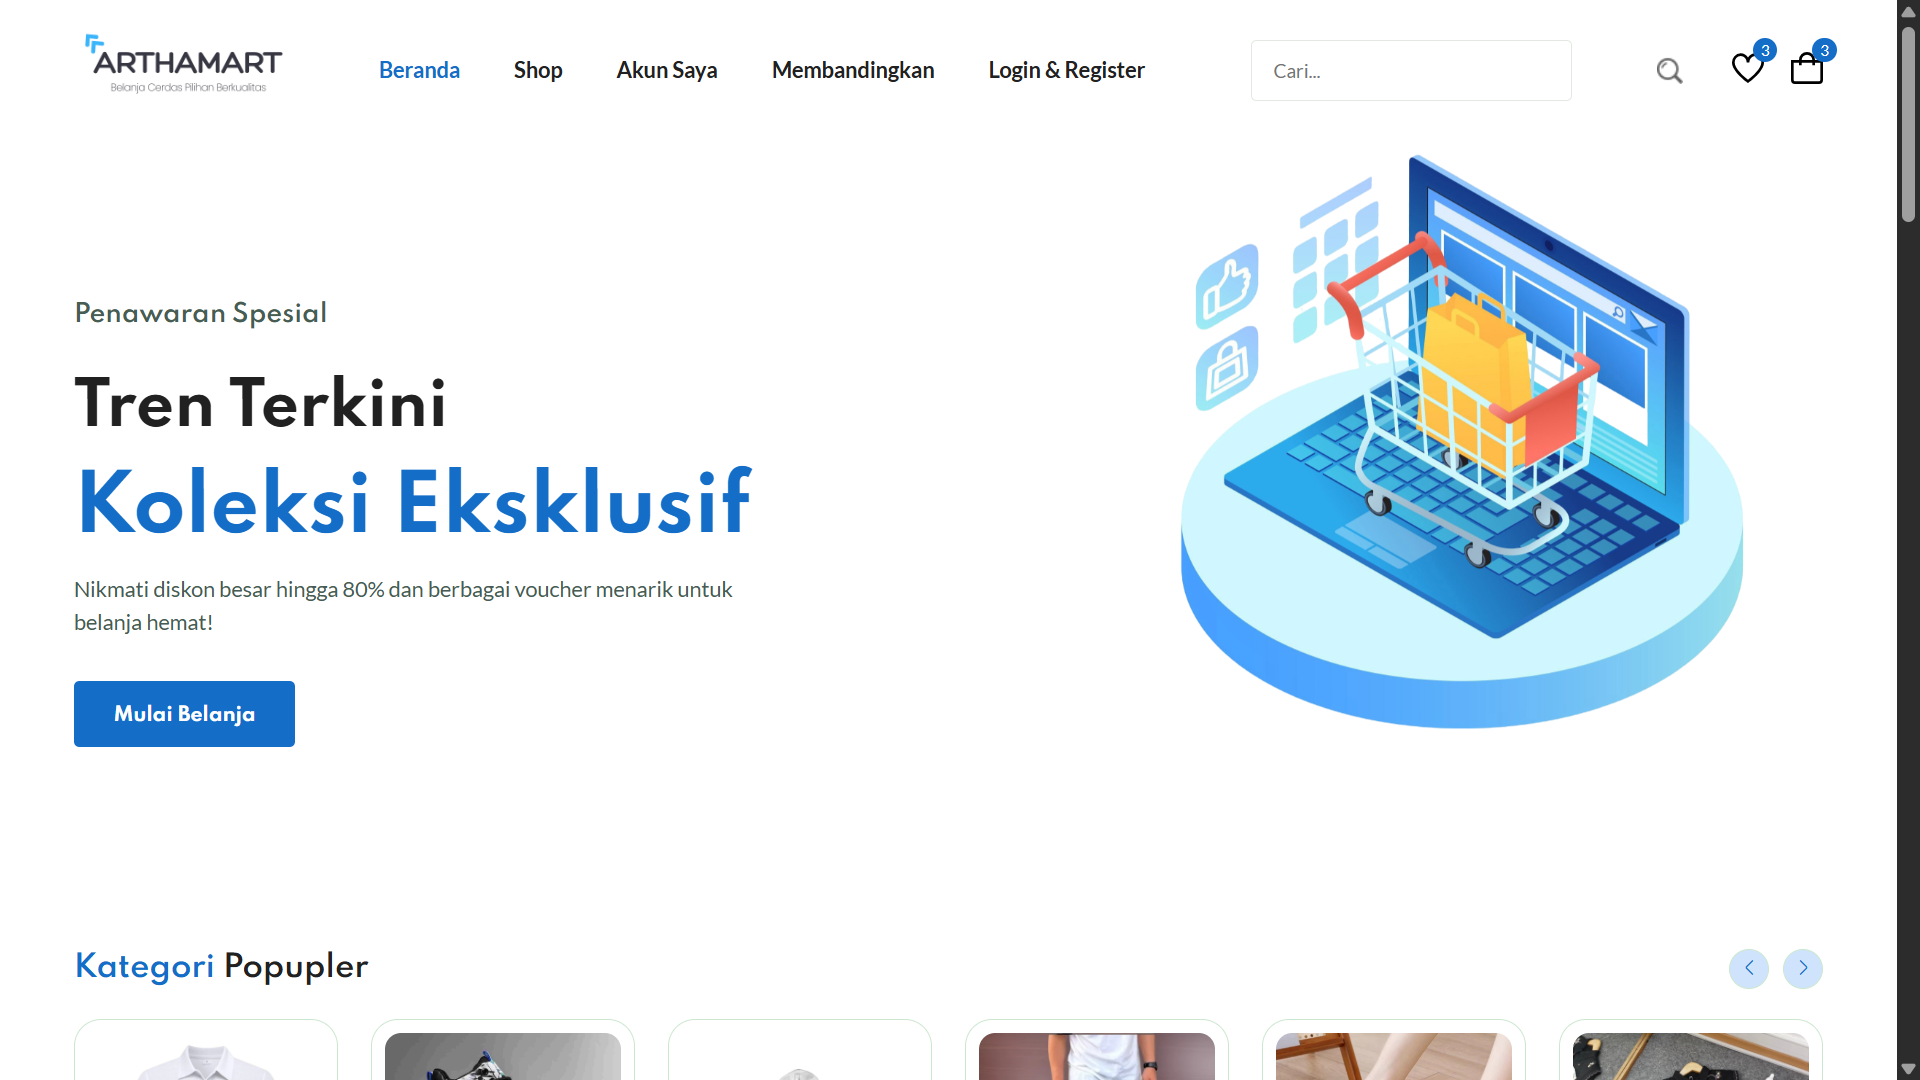 ARTHAMART
Belanja Cerdas Pilihan Berkualitas
Beranda
Shop
Akun Saya
Membandingkan
Login & Register
Cari...
3
3
Penawaran Spesial
Tren Terkini
Koleksi Eksklusif
Nikmati diskon besar hingga 80% dan berbagai voucher menarik untuk
belanja hemat!
Mulai Belanja
Kategori Popupler